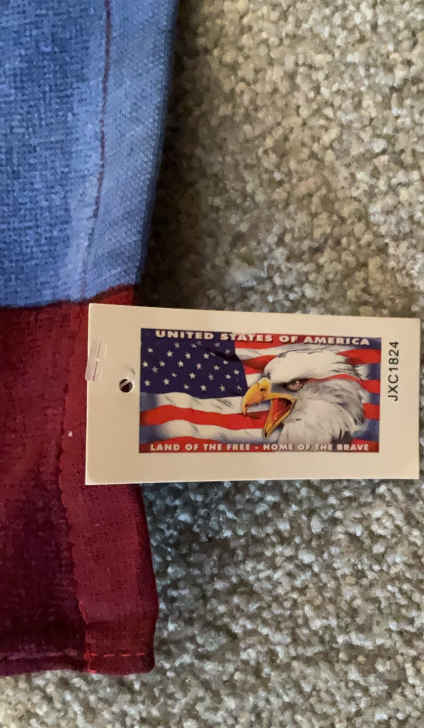 UNITED STATES OF AMERICA
LAND OF THE FREE - HOME OF THE BRAVE
JXC1824